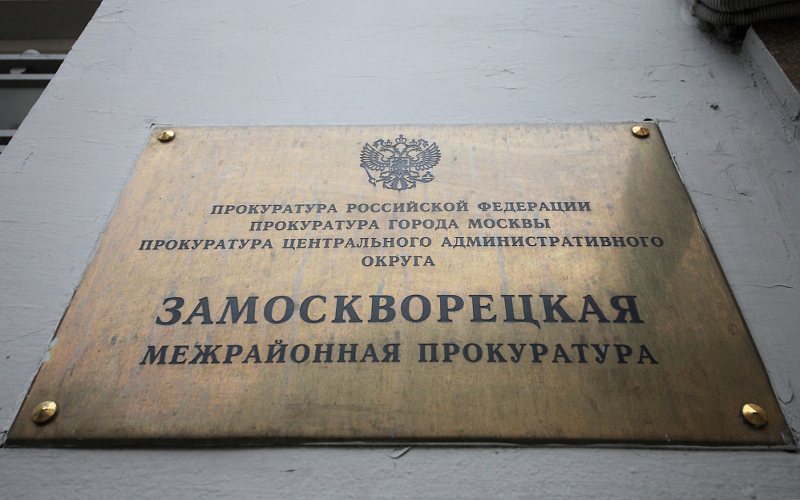 ПРОКУРАТУРА РОССИЙСКОЙ ФЕДЕРАЦИИ
ПРОКУРАТУРА ГОРОДА МОСКВЫ
ПРОКУРАТУРА ЦЕНТРАЛЬНОГО АДМИНИСТРАТИВНОГО
ОКРУГА
ЗАМОСКВОРЕЦКАЯ
МЕЖРАЙОННАЯ ПРОКУРАТУРА